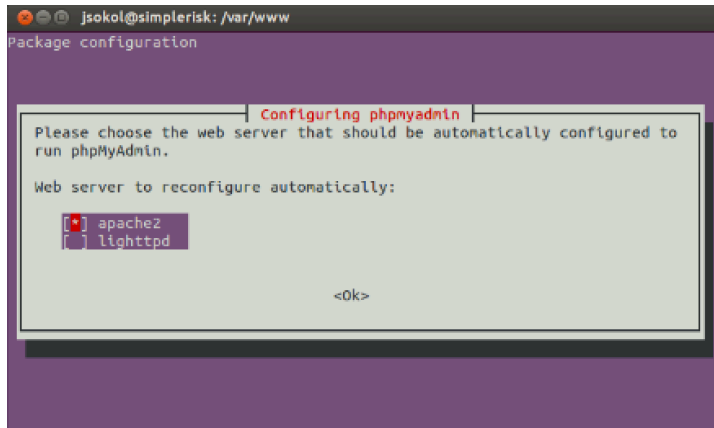 jsokol@simplerisk: /var/www
Package configuration
Configuring phpmyadmin
Please choose the web server that should be automatically configured to
run phpMyAdmin.
Web server to reconfigure automatically:
[*] apache2
[ ] lighttpd
<Ok>